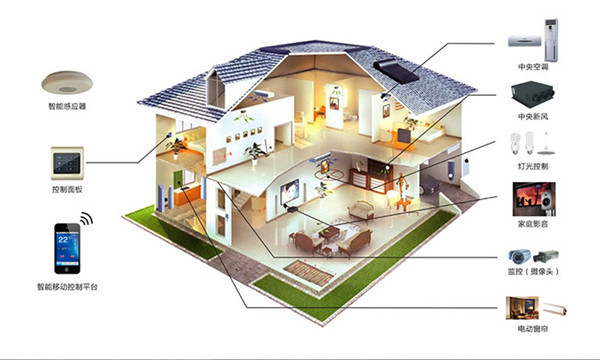 中央空调
智能感应器
中央新风
灯光控制
控制面板
家庭影音
监控（摄像头）
智能移动控制平台
电动窗帘
22°